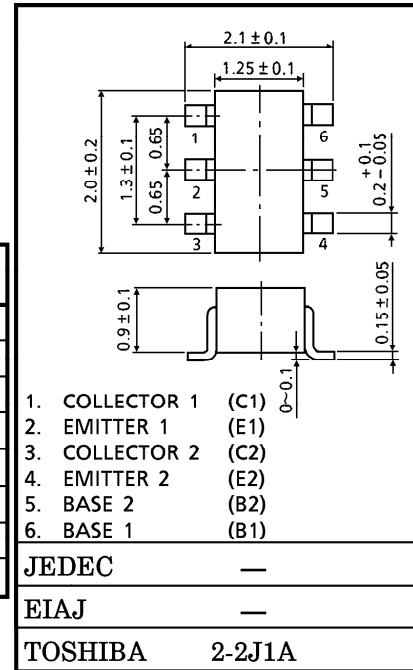 2.1±0.1
1.25±0.1
2.0±0.2
1.3±0.1
0.65
0.65
+0.1
0.2-0.05
1
2
3
6
5
4
0.9±0.1
0.15±0.05
0~0.1
1. COLLECTOR 1 (C1)
2. EMITTER 1 (E1)
3. COLLECTOR 2 (C2)
4. EMITTER 2 (E2)
5. BASE 2 (B2)
6. BASE 1 (B1)
JEDEC —
EIAJ —
TOSHIBA 2-2J1A